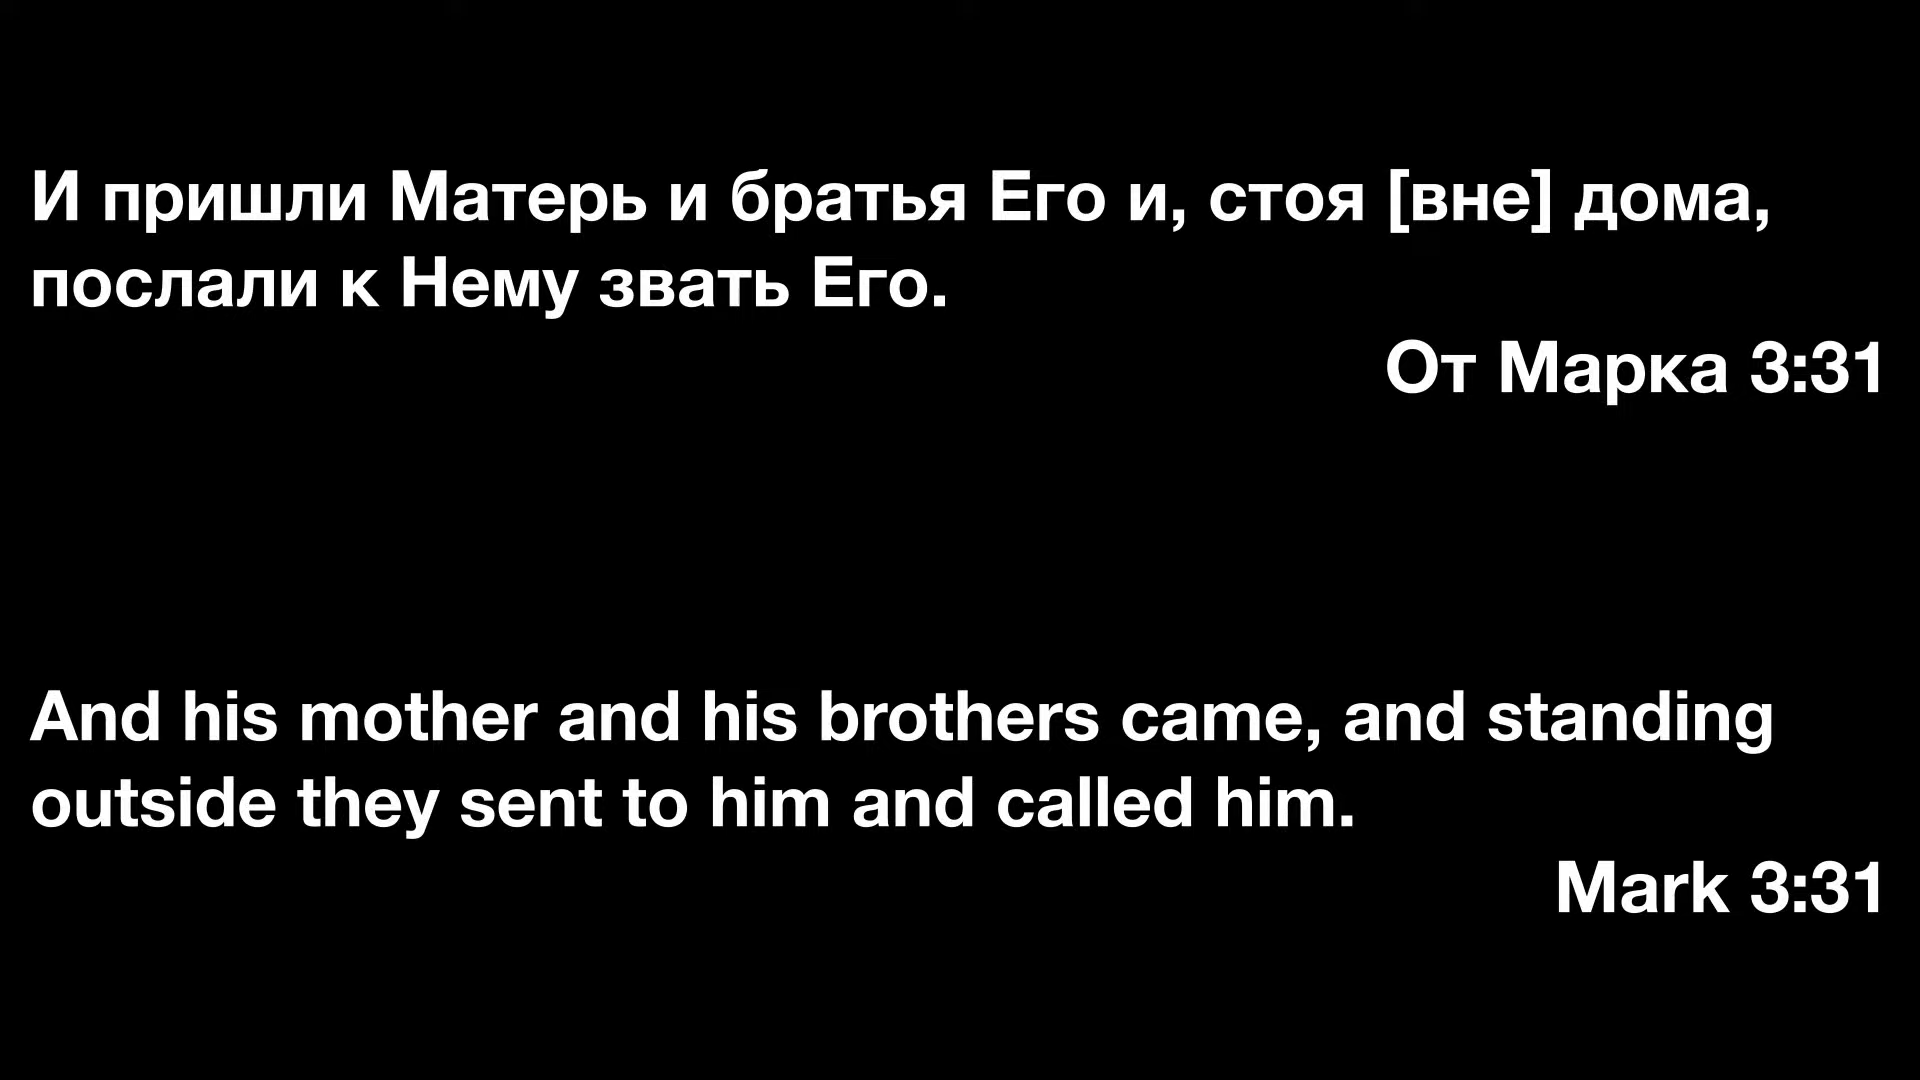 И пришли Матерь и братья Его и, стоя [вне] дома,
послали к Нему звать Его.
От Марка 3:31
And his mother and his brothers came, and standing
outside they sent to him and called him.
Mark 3:31